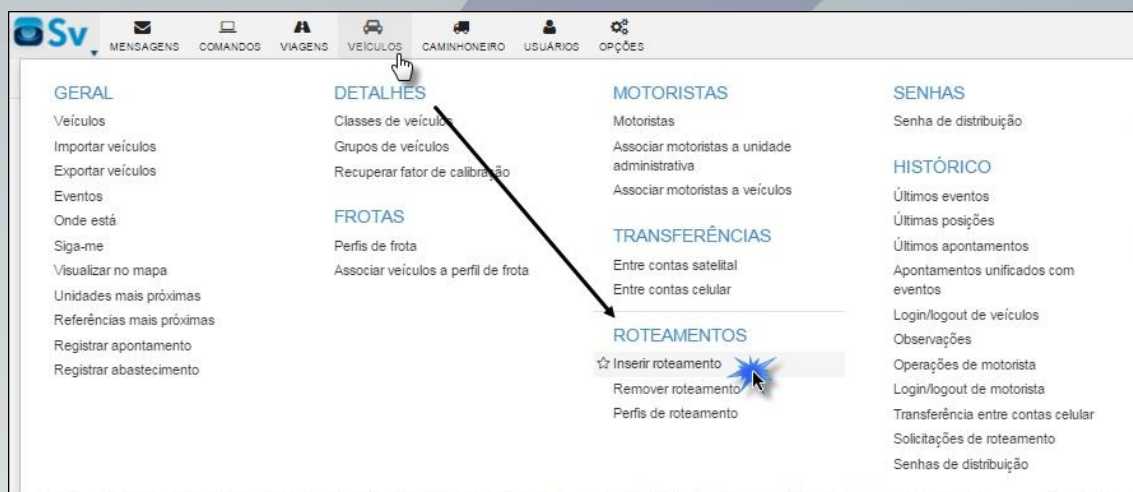 Sv
MENSAGENS COMANDOS VIAGENS VEÍCULOS CAMINHONEIRO USUÁRIOS OPÇÕES
GERAL
Veículos
Importar veículos
Exportar veículos
Eventos
Onde está
Siga-me
Visualizar no mapa
Unidades mais próximas
Referências mais próximas
Registrar apontamento
Registrar abastecimento
DETALHES
Classes de veículos
Grupos de veículos
Recuperar fator de calibração
FROTAS
Perfis de frota
Associar veículos a perfil de frota
MOTORISTAS
Motoristas
Associar motoristas a unidade
administrativa
Associar motoristas a veículos
TRANSFERÊNCIAS
Entre contas satelital
Entre contas celular
ROTEAMENTOS
Inserir roteamento
Remover roteamento
Perfis de roteamento
SENHAS
Senha de distribuição
HISTÓRICO
Últimos eventos
Últimas posições
Últimos apontamentos
Apontamentos unificados com
eventos
Login/logout de veículos
Observações
Operações de motorista
Login/logout de motorista
Transferência entre contas celular
Solicitações de roteamento
Senhas de distribuição